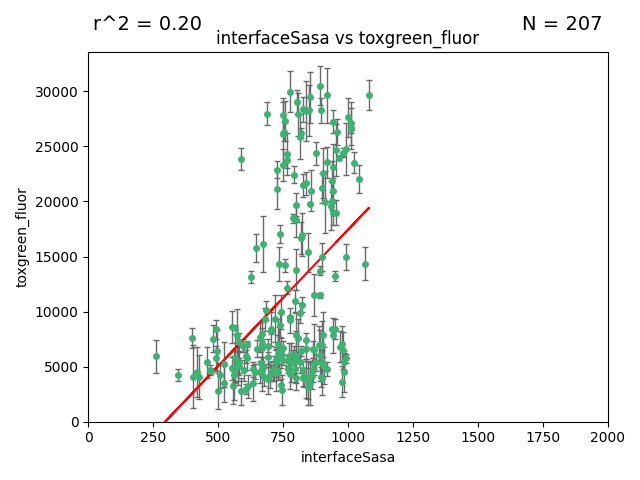 r^2 = 0.20
N = 207
interfaceSasa vs toxgreen_fluor
30000
25000
20000
15000
10000
5000
0
toxgreen_fluor
0 250 500 750 1000 1250 1500 1750 2000
interfaceSasa